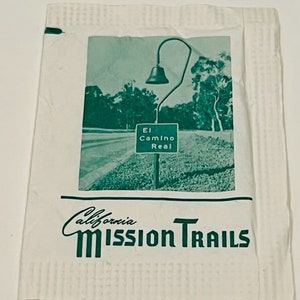 El
Camino
Real
California
MISSION TRAILS